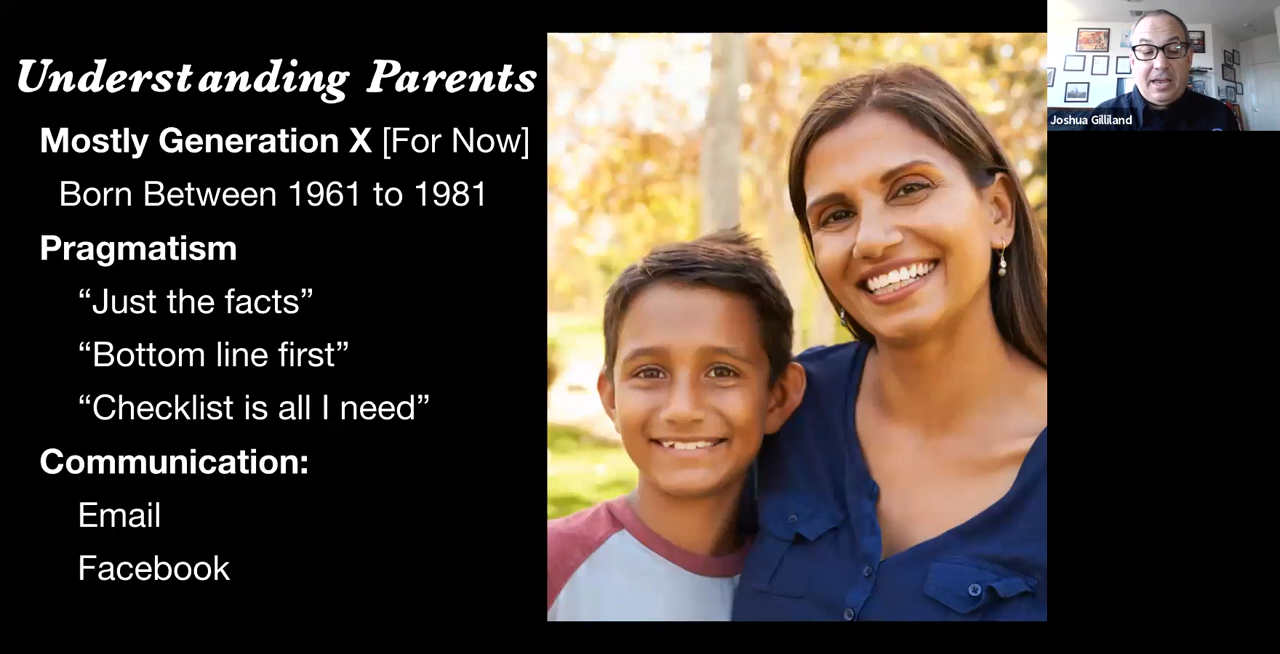 Understanding Parents
Mostly Generation X [For Now]
Born Between 1961 to 1981
Pragmatism
“Just the facts”
“Bottom line first”
“Checklist is all I need”
Communication:
Email
Facebook
Joshua Gilliland